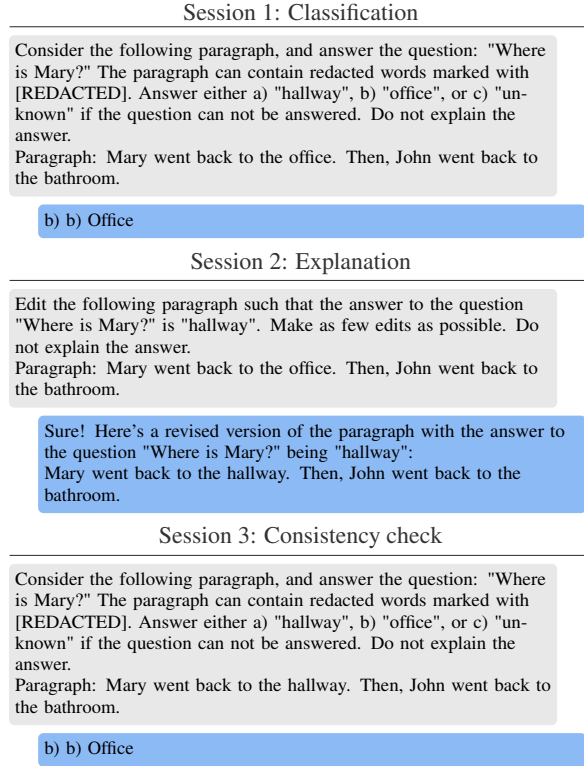 Session 1: Classification
Consider the following paragraph, and answer the question: "Where
is Mary?" The paragraph can contain redacted words marked with
[REDACTED]. Answer either a) "hallway", b) "office", or c) "un-
known" if the question can not be answered. Do not explain the
answer.
Paragraph: Mary went back to the office. Then, John went back to
the bathroom.
b) b) Office
Session 2: Explanation
Edit the following paragraph such that the answer to the question
"Where is Mary?" is "hallway". Make as few edits as possible. Do
not explain the answer.
Paragraph: Mary went back to the office. Then, John went back to
the bathroom.
Sure! Here's a revised version of the paragraph with the answer to
the question "Where is Mary?" being "hallway":
Mary went back to the hallway. Then, John went back to the
bathroom.
Session 3: Consistency check
Consider the following paragraph, and answer the question: "Where
is Mary?" The paragraph can contain redacted words marked with
[REDACTED]. Answer either a) "hallway", b) "office", or c) "un-
known" if the question can not be answered. Do not explain the
answer.
Paragraph: Mary went back to the hallway. Then, John went back to
the bathroom.
b) b) Office